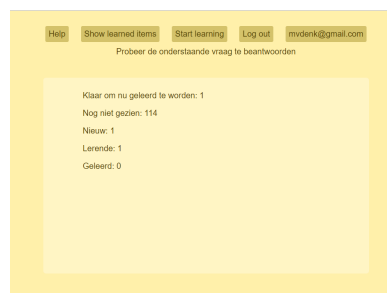 Help Show learned items Start learning Log out mvdenk@gmail.com
Probeer de onderstaande vraag te beantwoorden
Klaar om nu geleerd te worden: 1
Nog niet gezien: 114
Nieuw: 1
Lerende: 1
Geleerd: 0